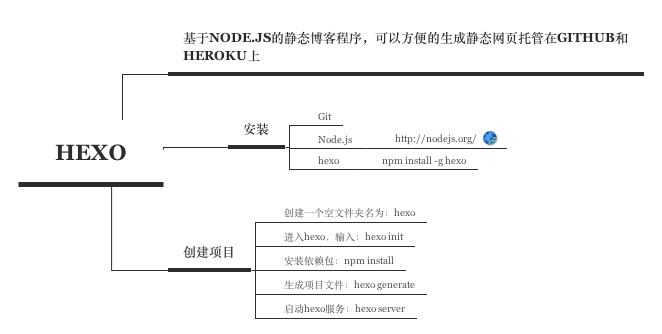 基于NODE.JS的静态博客程序，可以方便的生成静态网页托管在GITHUB和
HEROKU上
HEXO
安装
Git
Node.js http://nodejs.org/
hexo npm install -g hexo
创建项目
创建一个空文件夹名为：hexo
进入hexo．输入：hexo init
安装依赖包：npm install
生成项目文件：hexo generate
启动hexo服务：hexo server